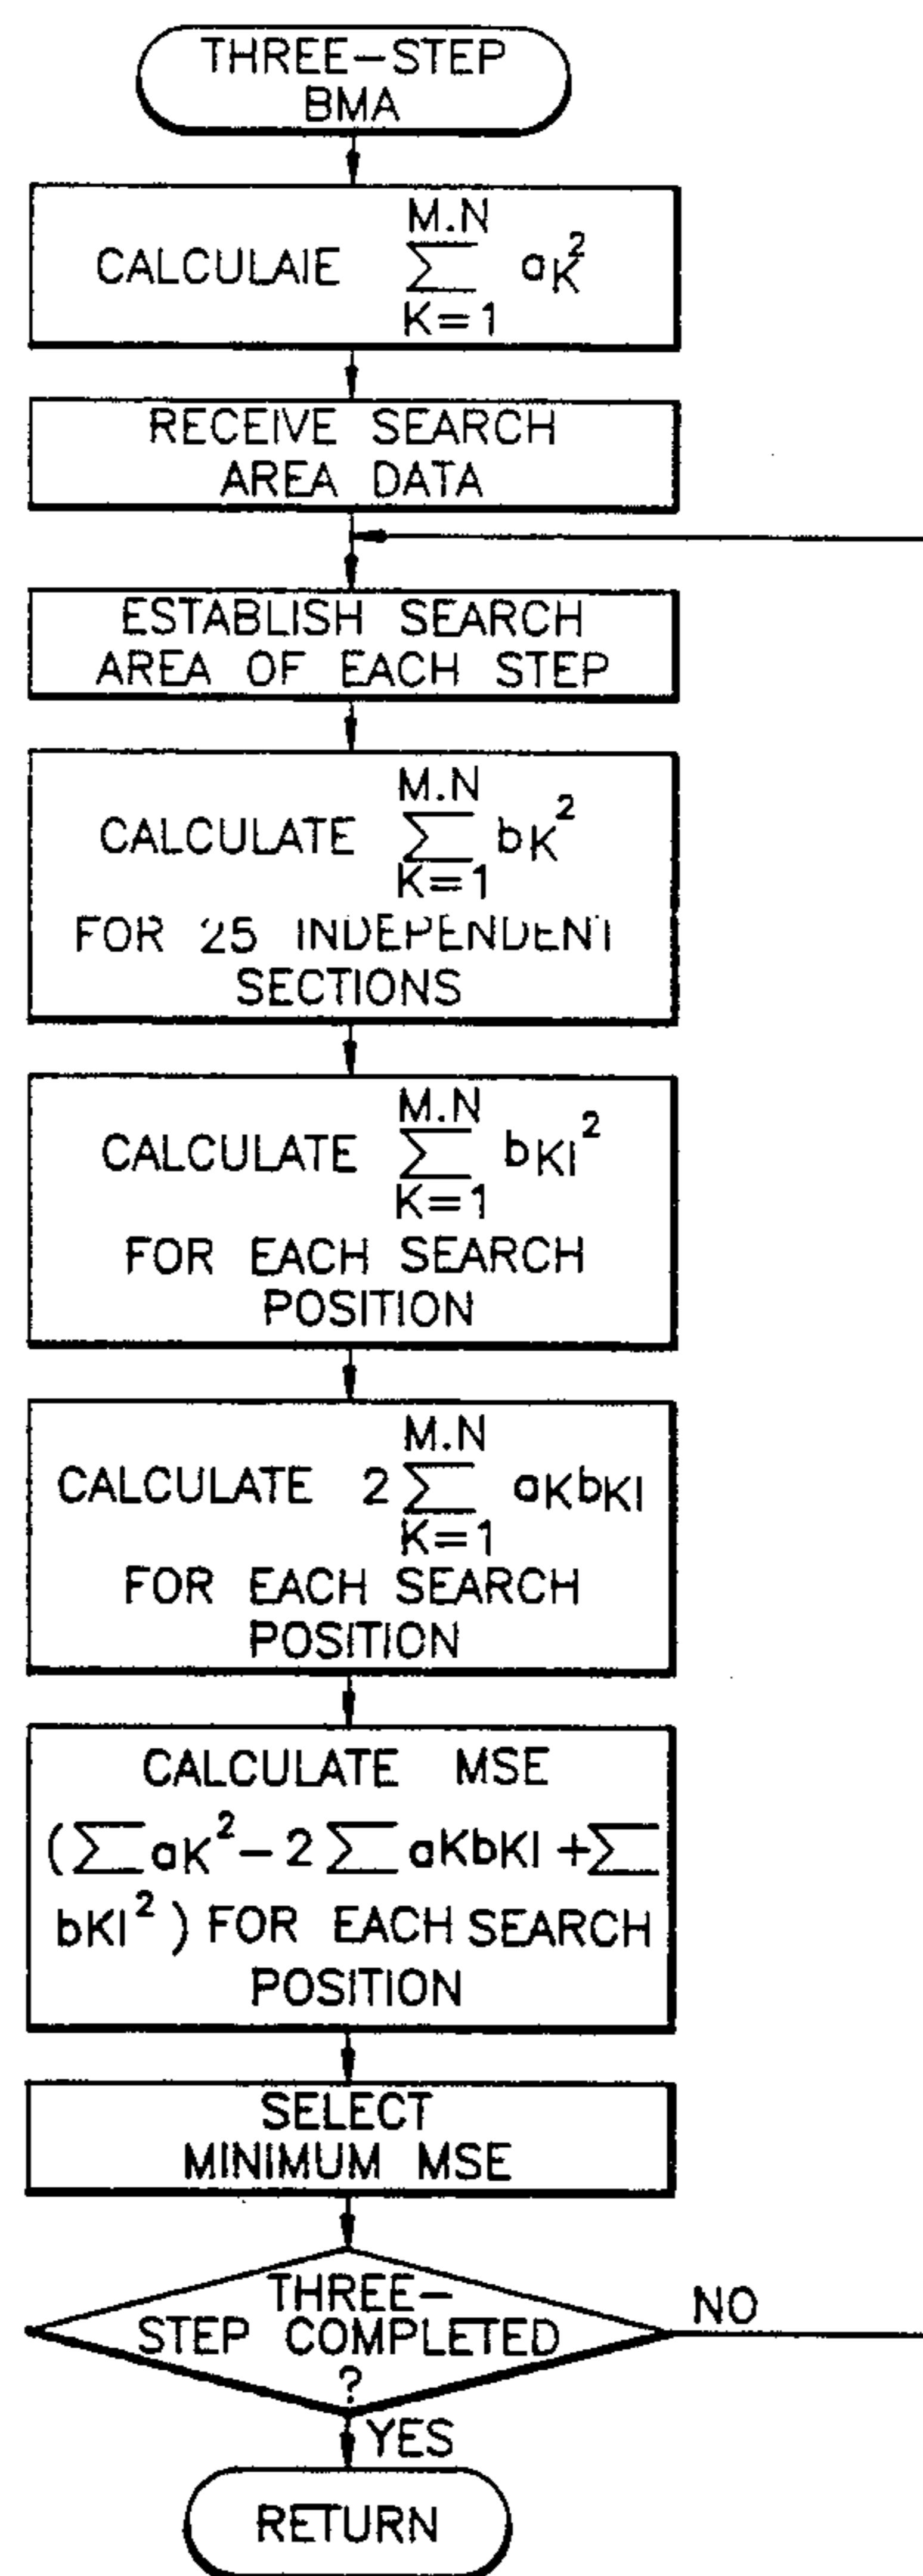 THREE-STEP
BMA
CALCULAIE M.N ∑ K=1 aK²
RECEIVE SEARCH
AREA DATA
ESTABLISH SEARCH
AREA OF EACH STEP
CALCULATE M.N ∑ K=1 bK²
FOR 25 INDEPENDENT
SECTIONS
CALCULATE M.N ∑ K=1 bKI²
FOR EACH SEARCH
POSITION
CALCULATE 2 M.N ∑ K=1 aKbKI
FOR EACH SEARCH
POSITION
CALCULATE MSE
(∑aK²-2∑aKbKI+∑
bKI²) FOR EACH SEARCH
POSITION
SELECT
MINIMUM MSE
THREE-
STEP COMPLETED
?
NO
YES
RETURN